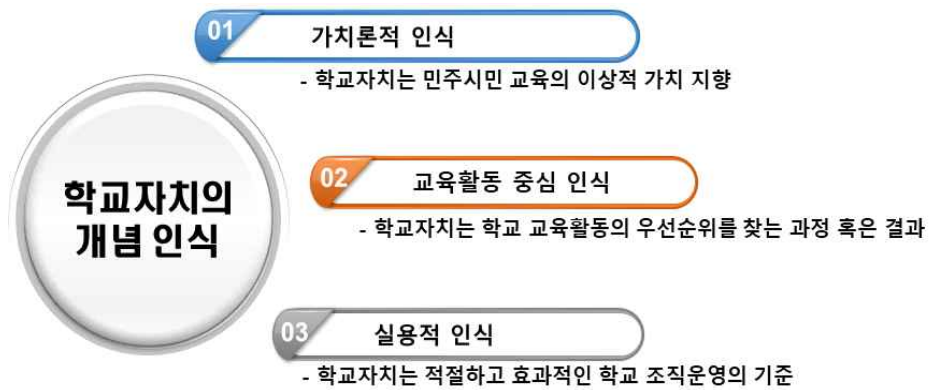 01 가치론적 인식
- 학교자치는 민주시민 교육의 이상적 가치 지향
학교자치의
개념 인식
02 교육활동 중심 인식
- 학교자치는 학교 교육활동의 우선순위를 찾는 과정 혹은 결과
03 실용적 인식
- 학교자치는 적절하고 효과적인 학교 조직운영의 기준